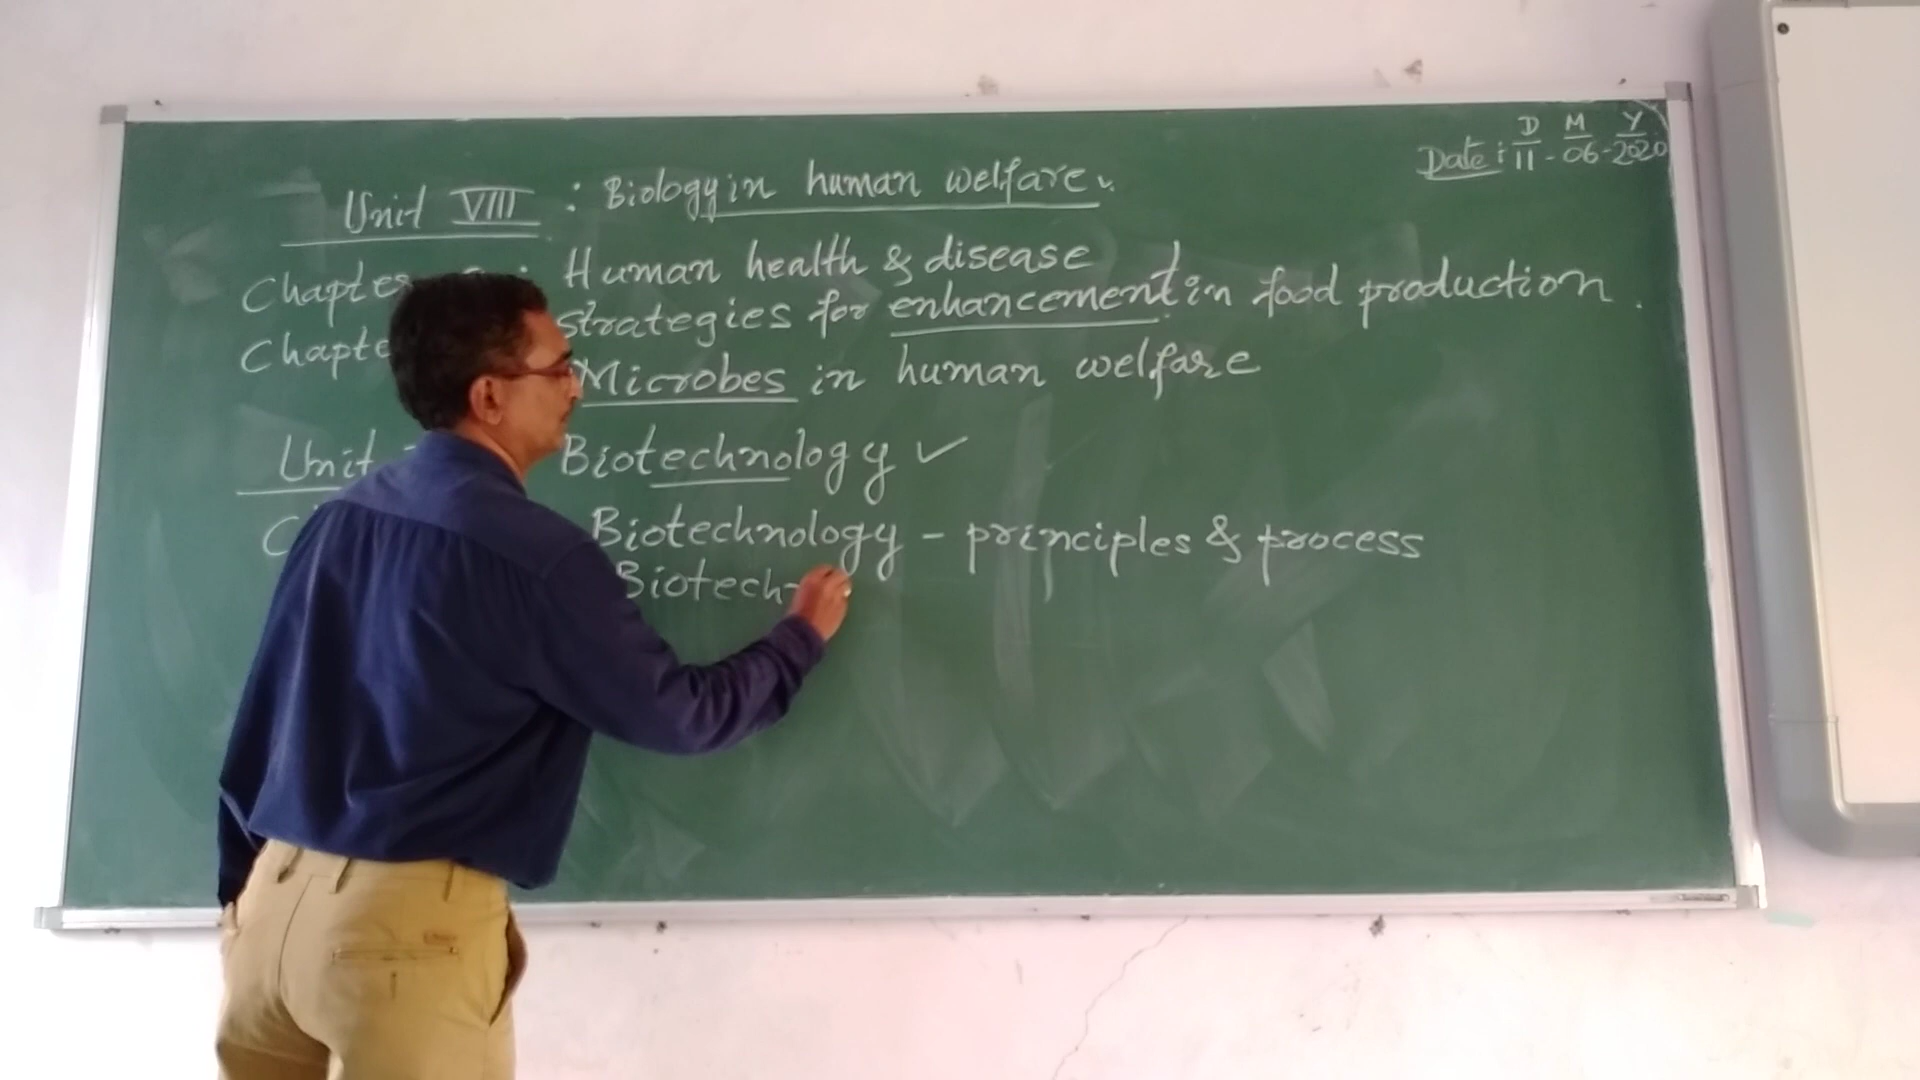 D M Y
Date : 11 - 06 - 2020
Unit VIII : Biology in human welfare.
Chapter : Human health & disease
strategies for enhancement in food production.
Microbes in human welfare
Unit Biotechnology ✓
Biotechnology - principles & process
Biotech